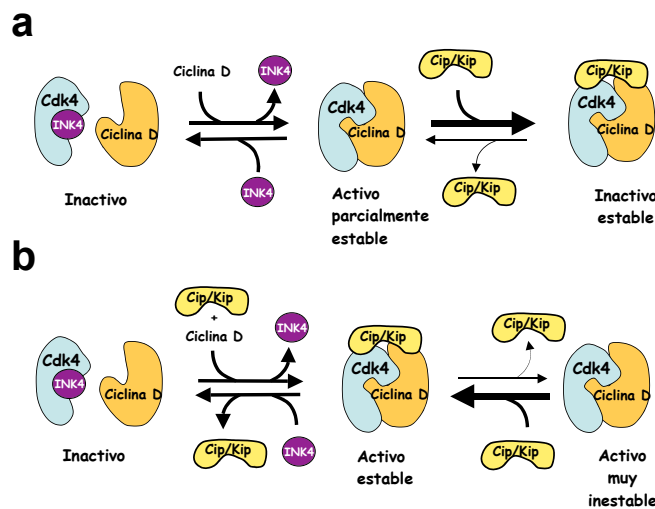 a
Ciclina D
INK4
Cip/Kip
Cip/Kip
Cdk4
INK4
Ciclina D
Cdk4
Ciclina D
Cdk4
Ciclina D
INK4
Cip/Kip
Inactivo
Activo
parcialmente
estable
Inactivo
estable
b
Cip/Kip
+
Ciclina D
INK4
Cip/Kip
Cip/Kip
Cdk4
INK4
Ciclina D
Cdk4
Ciclina D
Cdk4
Ciclina D
Cip/Kip
INK4
Cip/Kip
Inactivo
Activo
estable
Activo
muy
inestable